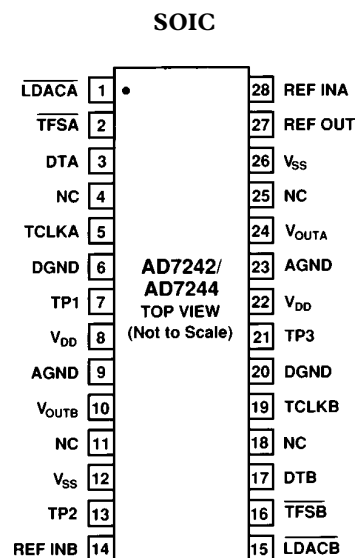 SOIC
LDACA 1 28 REF INA
TFSA 2 27 REF OUT
DTA 3 26 VSS
NC 4 25 NC
TCLKA 5 24 VOUTA
DGND 6 AD7242/ 23 AGND
TP1 7 AD7244 22 VDD
TOP VIEW
VDD 8 (Not to Scale) 21 TP3
AGND 9 20 DGND
VOUTB 10 19 TCLKB
NC 11 18 NC
VSS 12 17 DTB
TP2 13 16 TFSB
REF INB 14 15 LDACB